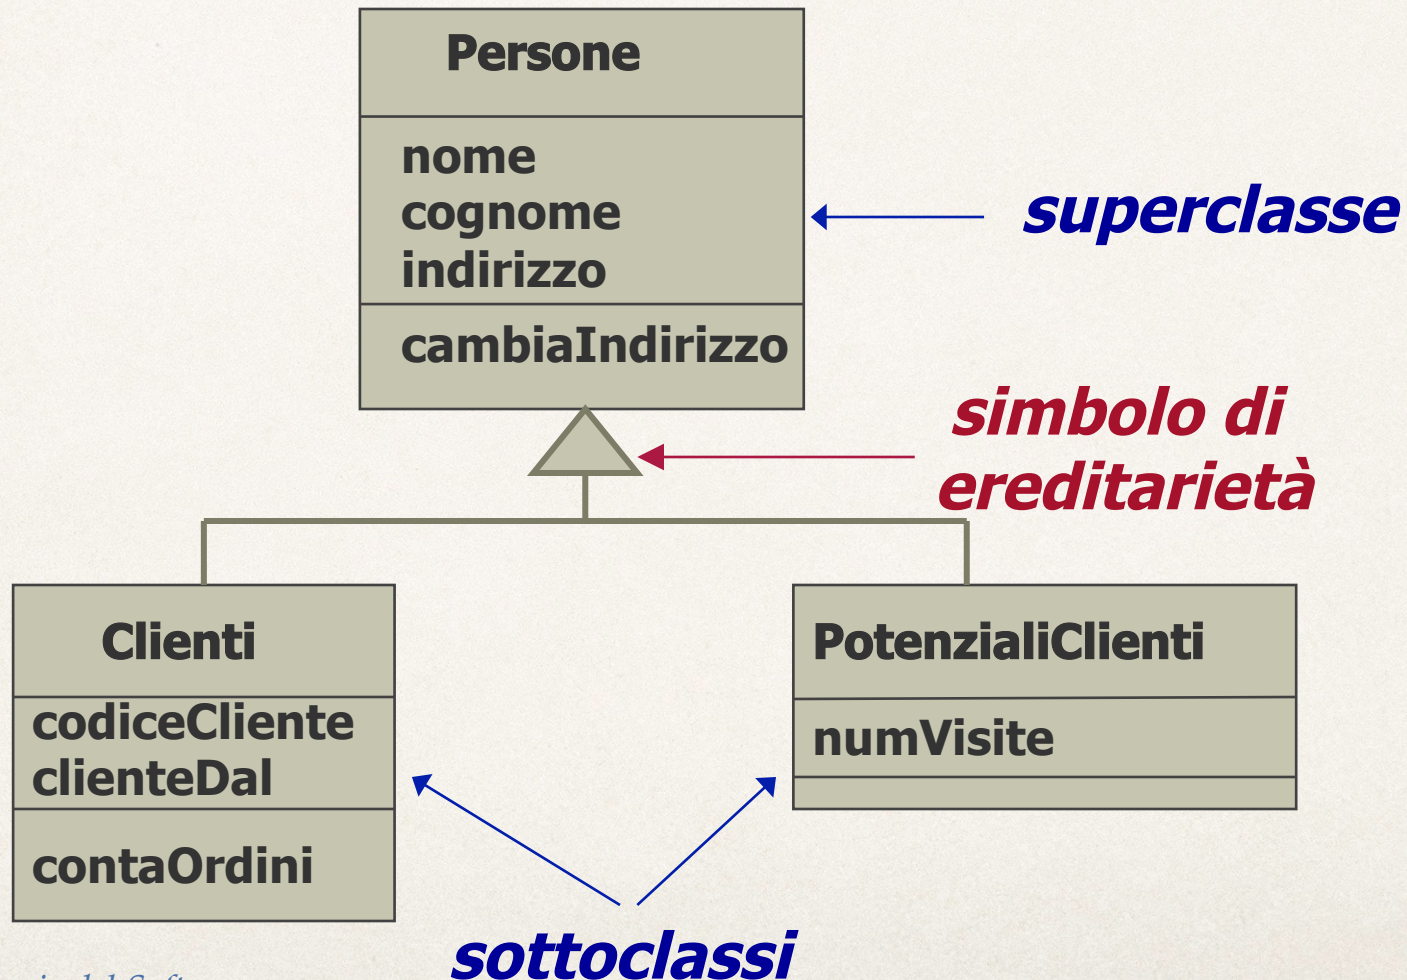 Persone
nome
cognome
indirizzo
cambiaIndirizzo
superclasse
simbolo di
ereditarietà
Clienti
codiceCliente
clienteDal
contaOrdini
PotenzialiClienti
numVisite
sottoclassi